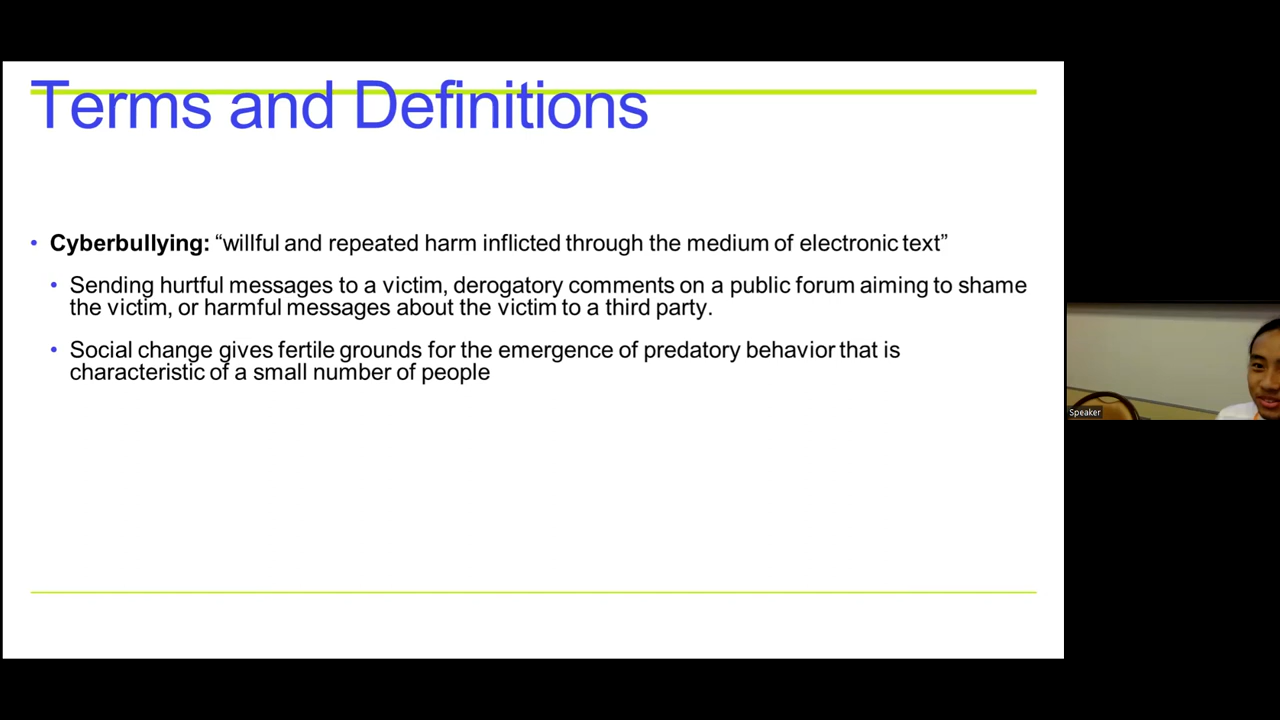 Terms and Definitions
• Cyberbullying: “willful and repeated harm inflicted through the medium of electronic text”
• Sending hurtful messages to a victim, derogatory comments on a public forum aiming to shame
the victim, or harmful messages about the victim to a third party.
• Social change gives fertile grounds for the emergence of predatory behavior that is
characteristic of a small number of people
Speaker